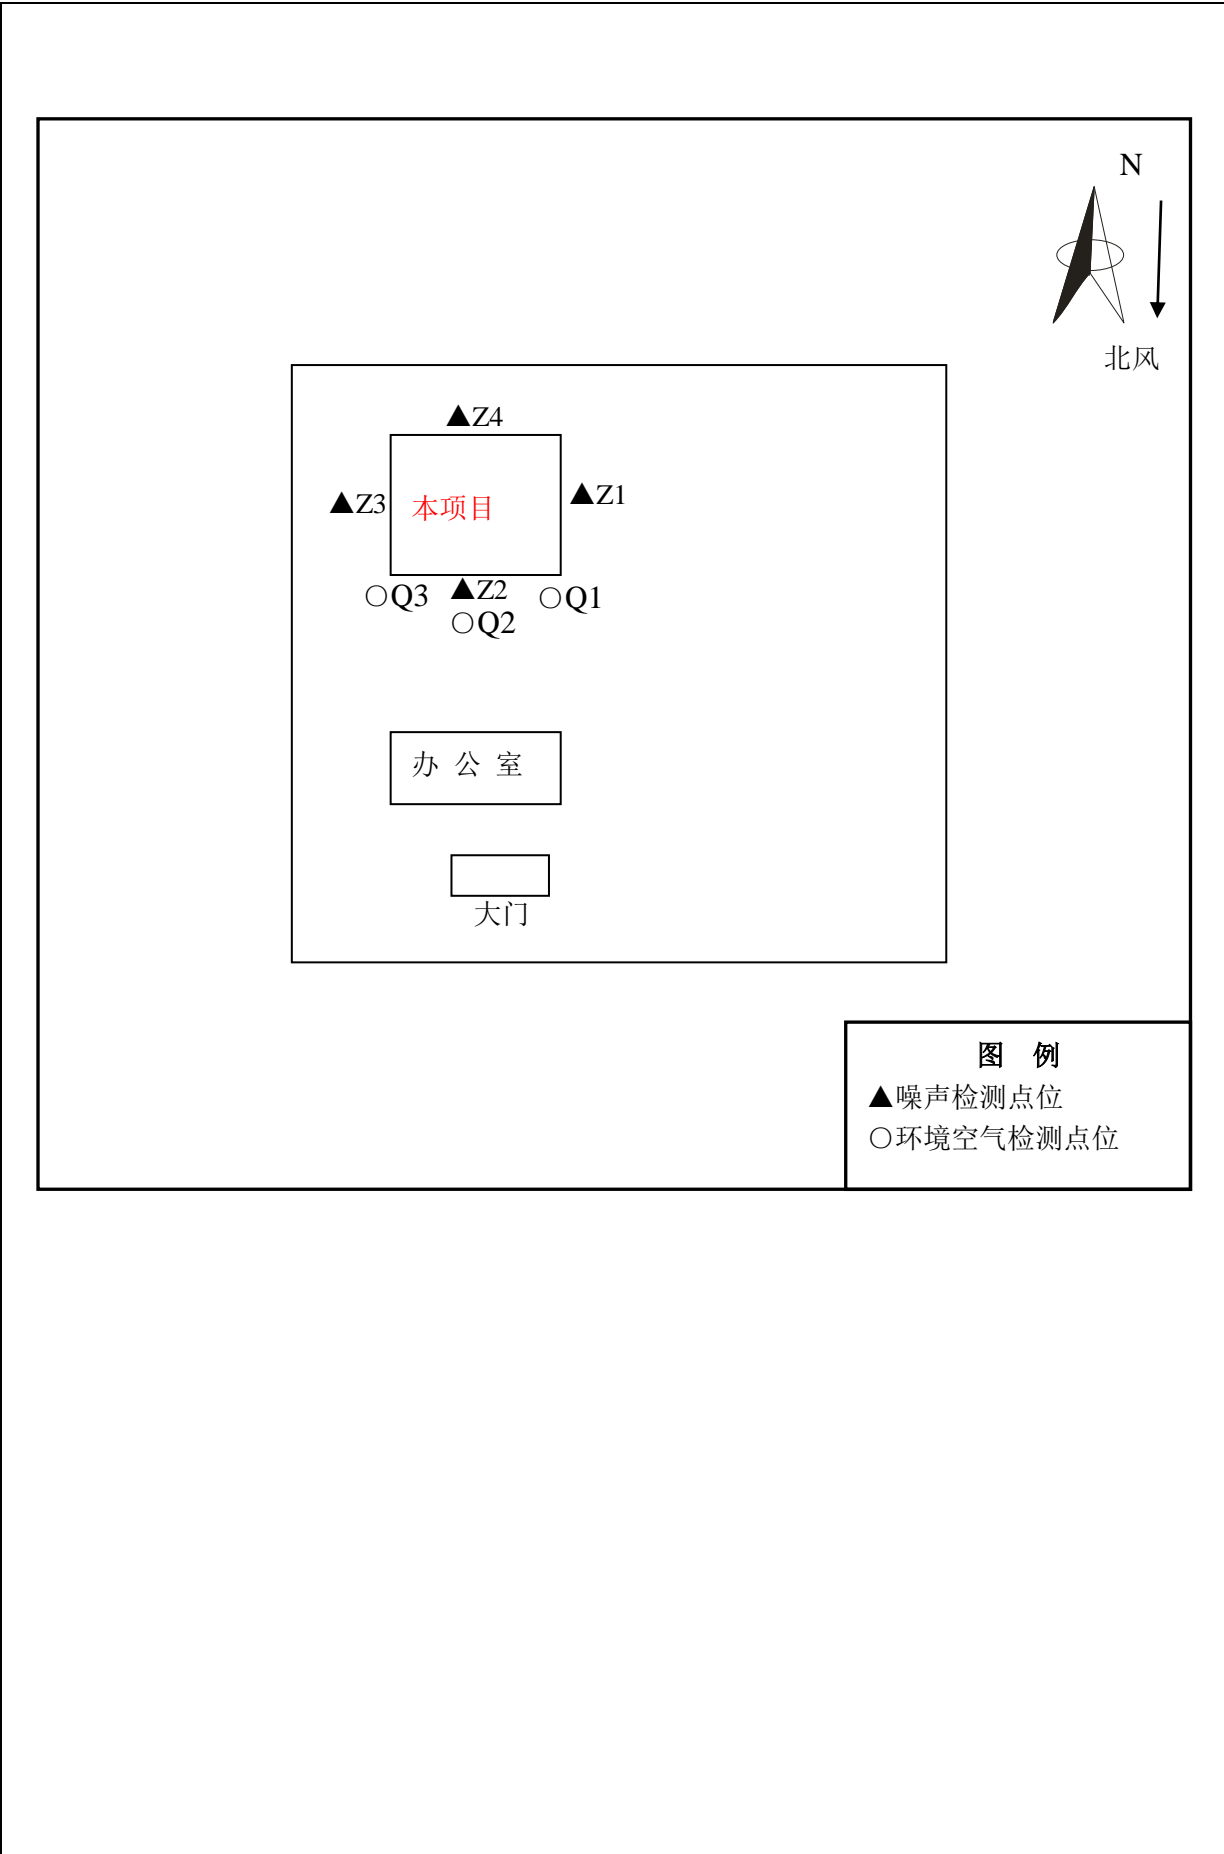 N
北风
▲Z4
▲Z3
本项目
▲Z1
○Q3
▲Z2
○Q1
○Q2
办 公 室
大门
图 例
▲噪声检测点位
○环境空气检测点位